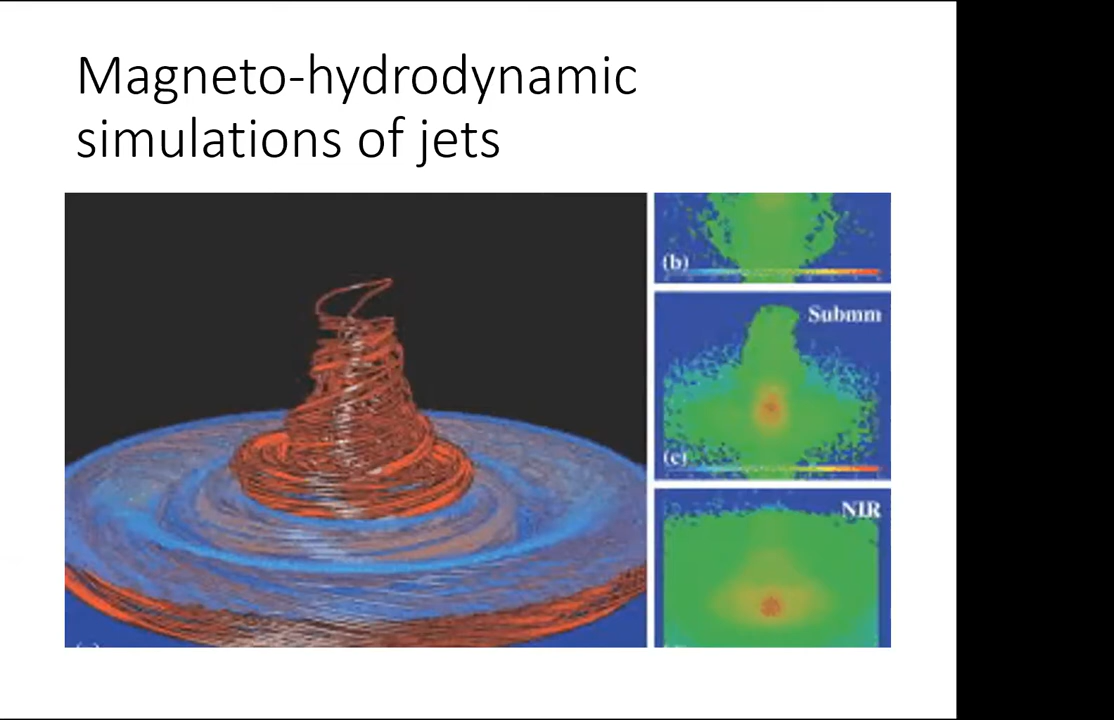 Magneto-hydrodynamic
simulations of jets
(b)
Submm
(c)
NIR